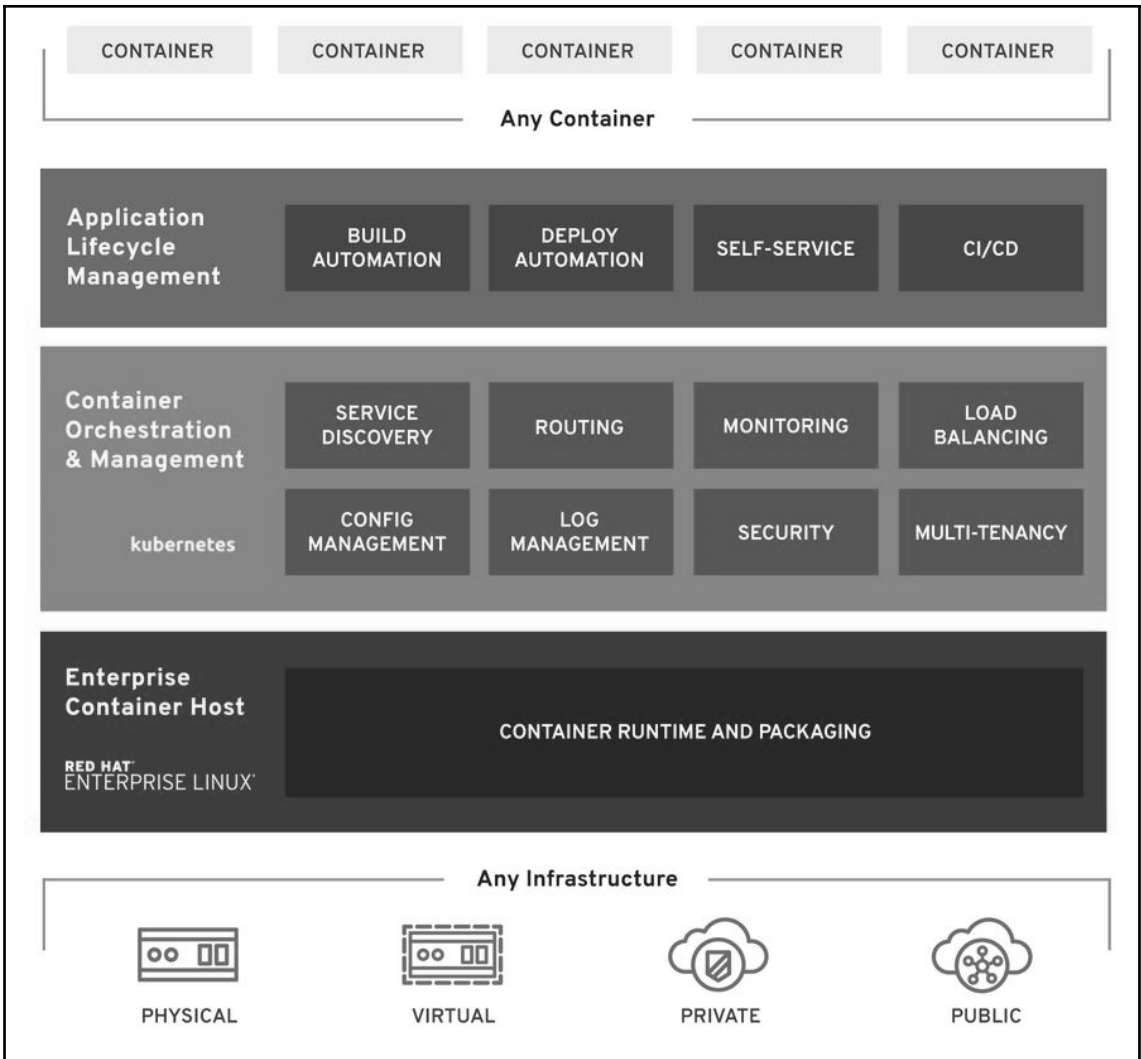 CONTAINER CONTAINER CONTAINER CONTAINER CONTAINER
Any Container
Application
Lifecycle
Management
BUILD
AUTOMATION
DEPLOY
AUTOMATION
SELF-SERVICE
CI/CD
Container
Orchestration
& Management
kubernetes
SERVICE
DISCOVERY
ROUTING
MONITORING
LOAD
BALANCING
CONFIG
MANAGEMENT
LOG
MANAGEMENT
SECURITY
MULTI-TENANCY
Enterprise
Container Host
RED HAT®
ENTERPRISE LINUX®
CONTAINER RUNTIME AND PACKAGING
Any Infrastructure
PHYSICAL VIRTUAL PRIVATE PUBLIC